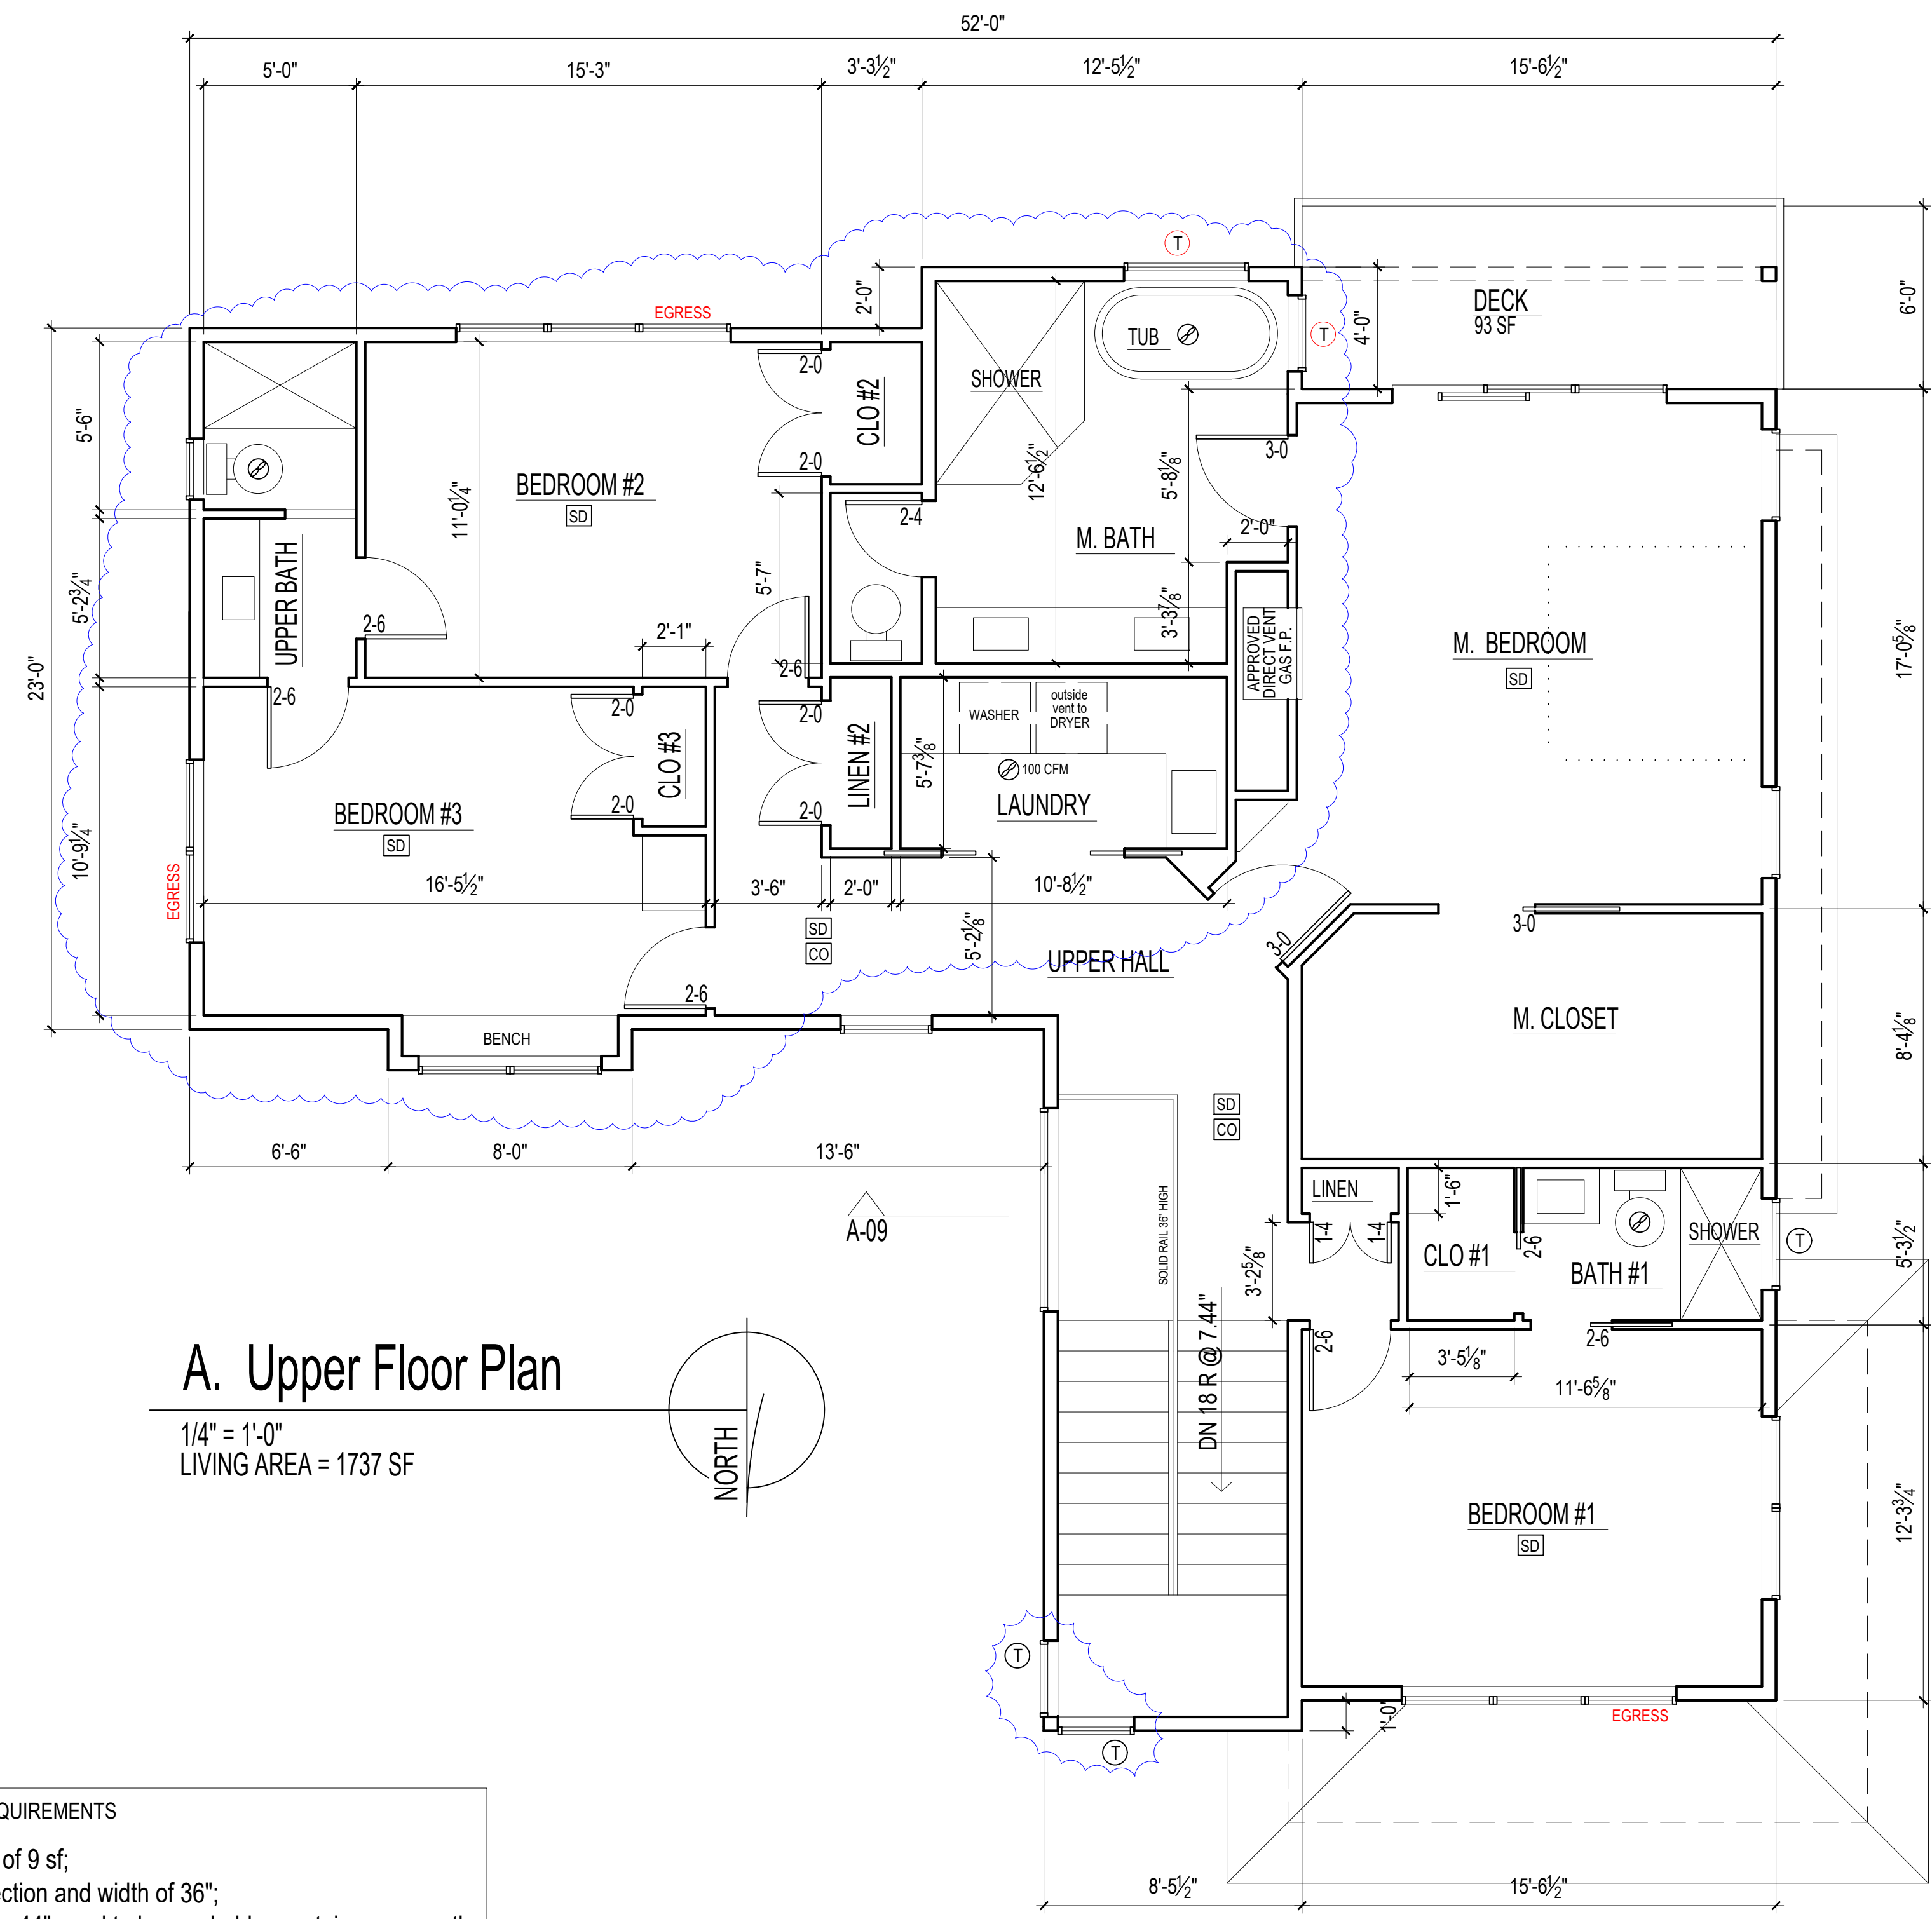 52'-0"
5'-0"
15'-3"
3'-3½"
12'-5½"
15'-6½"
T
2'-0"
EGRESS
T
4'-0"
DECK
93 SF
6'-0"
TUB
2-0
SHOWER
CLO #2
5'-6"
2-0
3-0
BEDROOM #2
SD
11'-0¼"
12'-6½"
5'-8⅛"
2-4
2'-0"
M. BATH
UPPER BATH
5'-2¾"
5'-7"
2-6
2'-1"
3'-3⅞"
APPROVED
DIRECT VENT
GAS F.P.
M. BEDROOM
SD
17'-0⅝"
23'-0"
2-6
2-6
2-0
2-0
WASHER
outside
vent to
DRYER
CLO #3
LINEN #2
5'-7⅜"
100 CFM
LAUNDRY
BEDROOM #3
SD
2-0
2-0
10'-9¼"
EGRESS
16'-5½"
3'-6"
2'-0"
10'-8½"
SD
CO
5'-2⅛"
UPPER HALL
3-0
3-0
2-6
M. CLOSET
8'-4⅛"
BENCH
SD
CO
6'-6"
8'-0"
13'-6"
A-09
SOLID RAIL 36" HIGH
LINEN
1'-6"
1-4
1-4
CLO #1
2-6
BATH #1
SHOWER
T
5'-3½"
3'-2⅝"
DN 18 R @ 7.44"
2-6
2-6
3'-5⅛"
11'-6⅝"
A. Upper Floor Plan
1/4" = 1'-0"
LIVING AREA = 1737 SF
NORTH
BEDROOM #1
SD
12'-3¾"
T
T
1'-0"
EGRESS
QUIREMENTS
of 9 sf;
ction and width of 36";
8'-5½"
15'-6½"